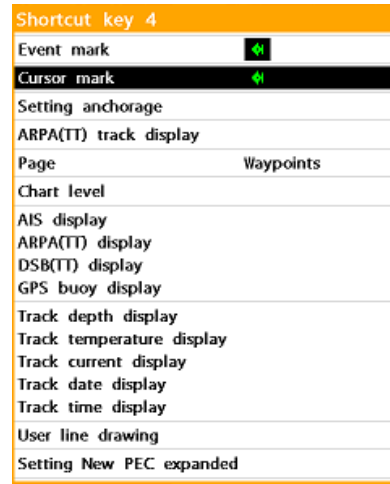 Shortcut key 4
Event mark
Cursor mark
Setting anchorage
ARPA(TT) track display
Page Waypoints
Chart level
AIS display
ARPA(TT) display
DSB(TT) display
GPS buoy display
Track depth display
Track temperature display
Track current display
Track date display
Track time display
User line drawing
Setting New PEC expanded